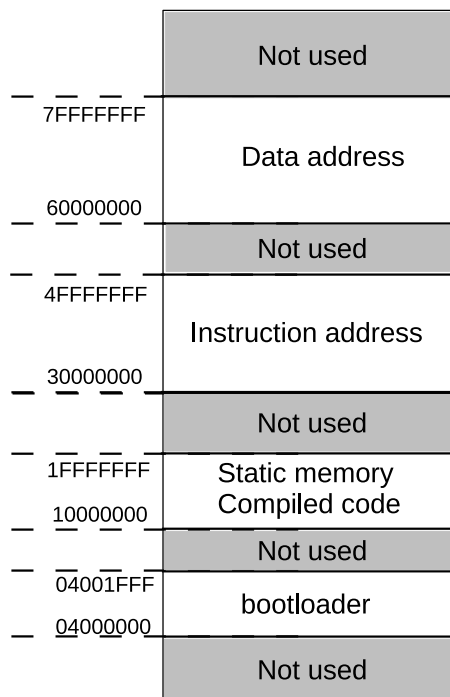 Not used
7FFFFFFF
Data address
60000000
Not used
4FFFFFFF
Instruction address
30000000
Not used
1FFFFFFF
Static memory
Compiled code
10000000
Not used
04001FFF
bootloader
04000000
Not used